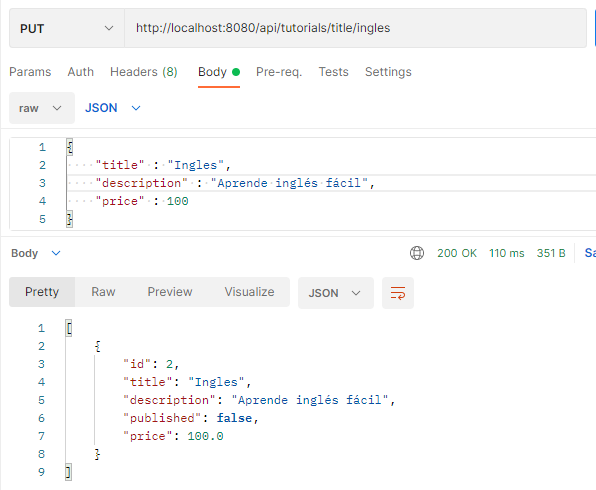 PUT http://localhost:8080/api/tutorials/title/ingles
Params Auth Headers (8) Body Pre-req. Tests Settings
raw JSON
1 {
2 "title" : "Ingles",
3 "description" : "Aprende inglés fácil",
4 "price" : 100
5 }
Body 200 OK 110 ms 351 B Sa
Pretty Raw Preview Visualize JSON
1 [
2 {
3 "id": 2,
4 "title": "Ingles",
5 "description": "Aprende inglés fácil",
6 "published": false,
7 "price": 100.0
8 }
9 ]